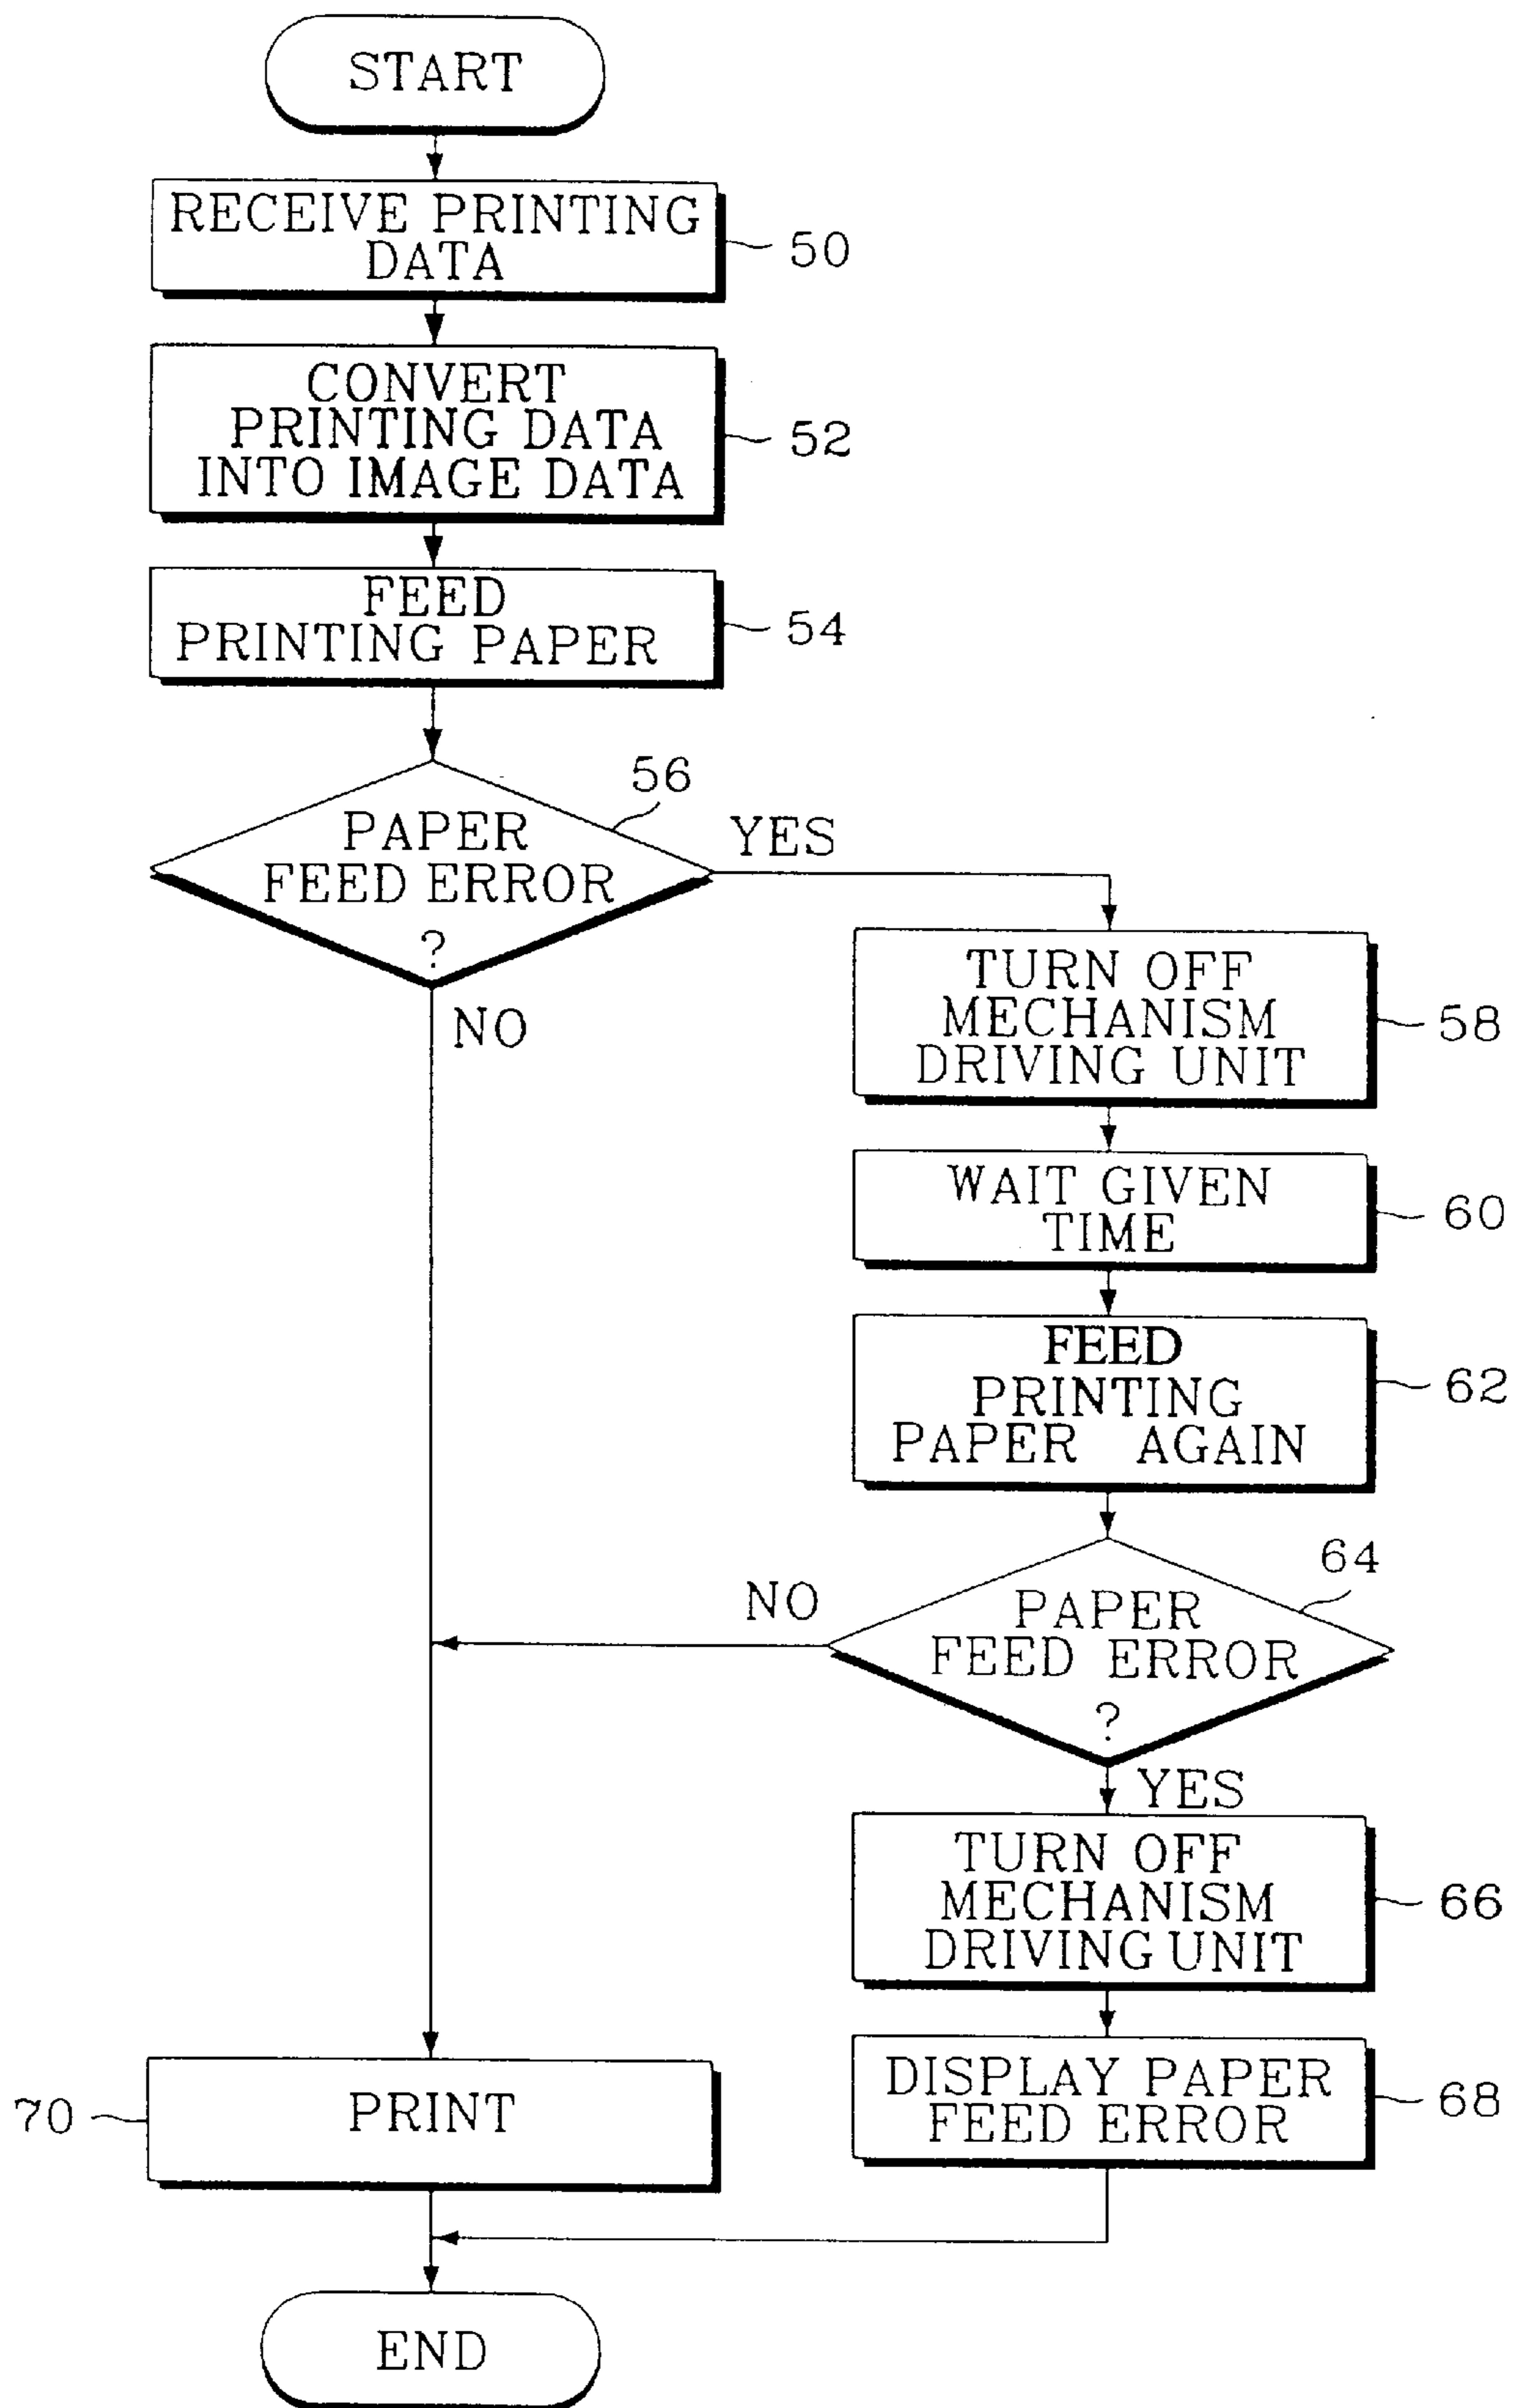 START
RECEIVE PRINTING
DATA
50
CONVERT
PRINTING DATA
INTO IMAGE DATA
52
FEED
PRINTING PAPER
54
56
PAPER
FEED ERROR
?
YES
NO
TURN OFF
MECHANISM
DRIVING UNIT
58
WAIT GIVEN
TIME
60
FEED
PRINTING
PAPER AGAIN
62
64
PAPER
FEED ERROR
?
NO
YES
TURN OFF
MECHANISM
DRIVING UNIT
66
DISPLAY PAPER
FEED ERROR
68
70
PRINT
END